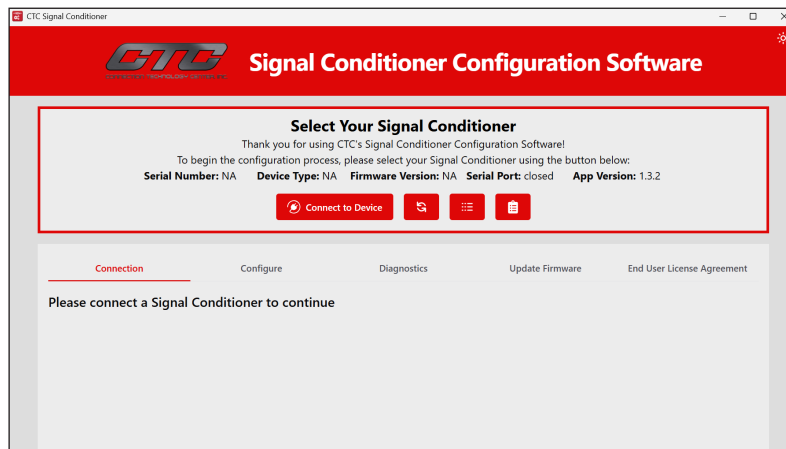 CTC Signal Conditioner
CTC
Signal Conditioner Configuration Software
Select Your Signal Conditioner
Thank you for using CTC's Signal Conditioner Configuration Software!
To begin the configuration process, please select your Signal Conditioner using the button below:
Serial Number: NA Device Type: NA Firmware Version: NA Serial Port: closed App Version: 1.3.2
Connect to Device
Connection Configure Diagnostics Update Firmware End User License Agreement
Please connect a Signal Conditioner to continue